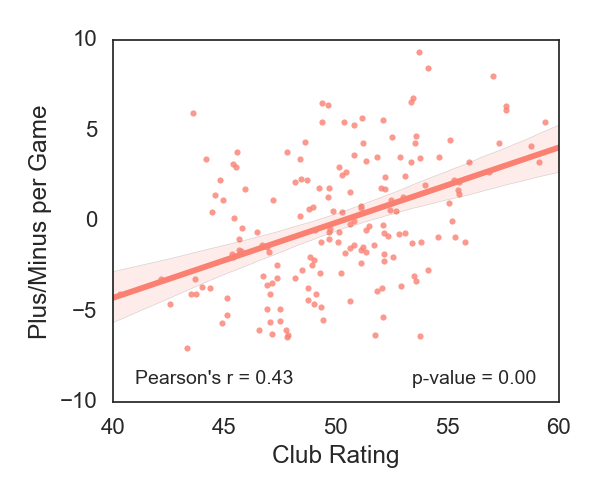 10
5
0
−5
−10
Plus/Minus per Game
Pearson's r = 0.43
p-value = 0.00
40 45 50 55 60
Club Rating